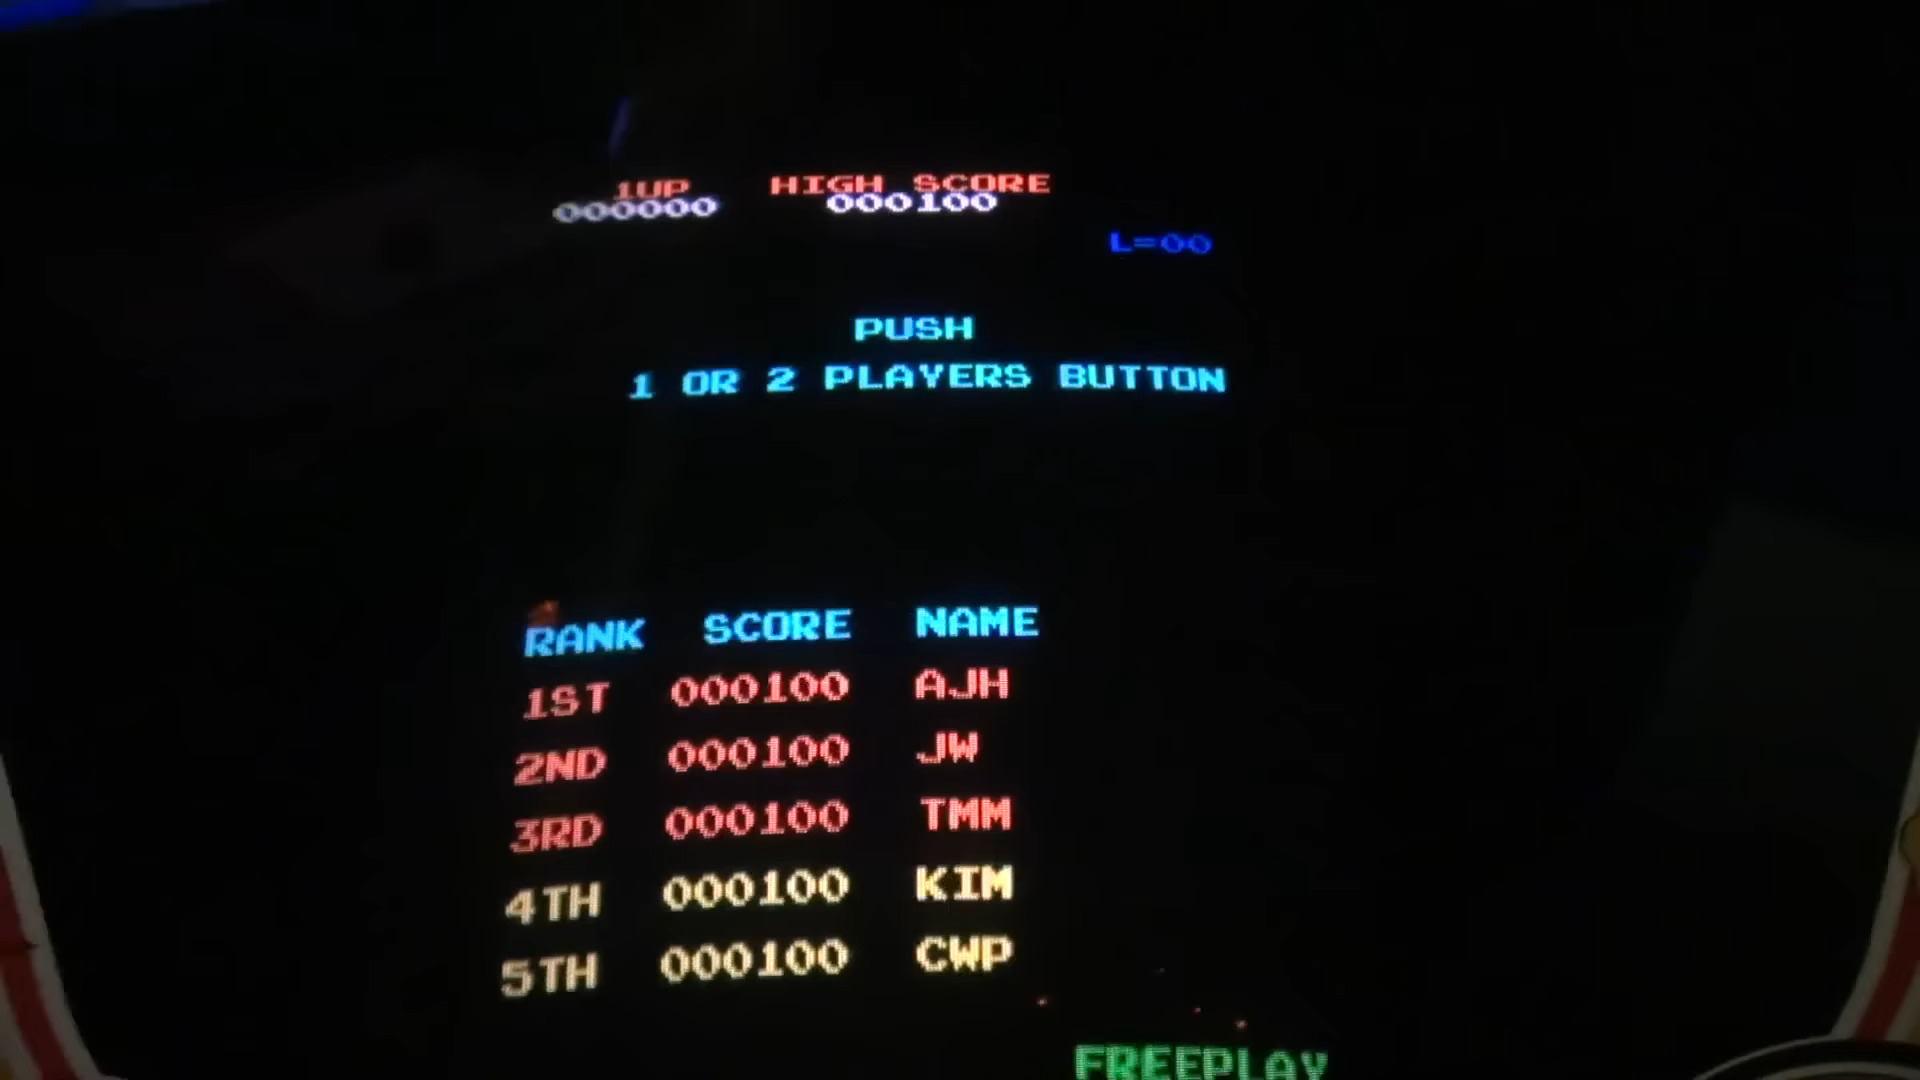 1UP HIGH SCORE
000000 000100
L=00
PUSH
1 OR 2 PLAYERS BUTTON
RANK SCORE NAME
1ST 000100 AJH
2ND 000100 JW
3RD 000100 TMM
4TH 000100 KIM
5TH 000100 CWP
FREEPLAY